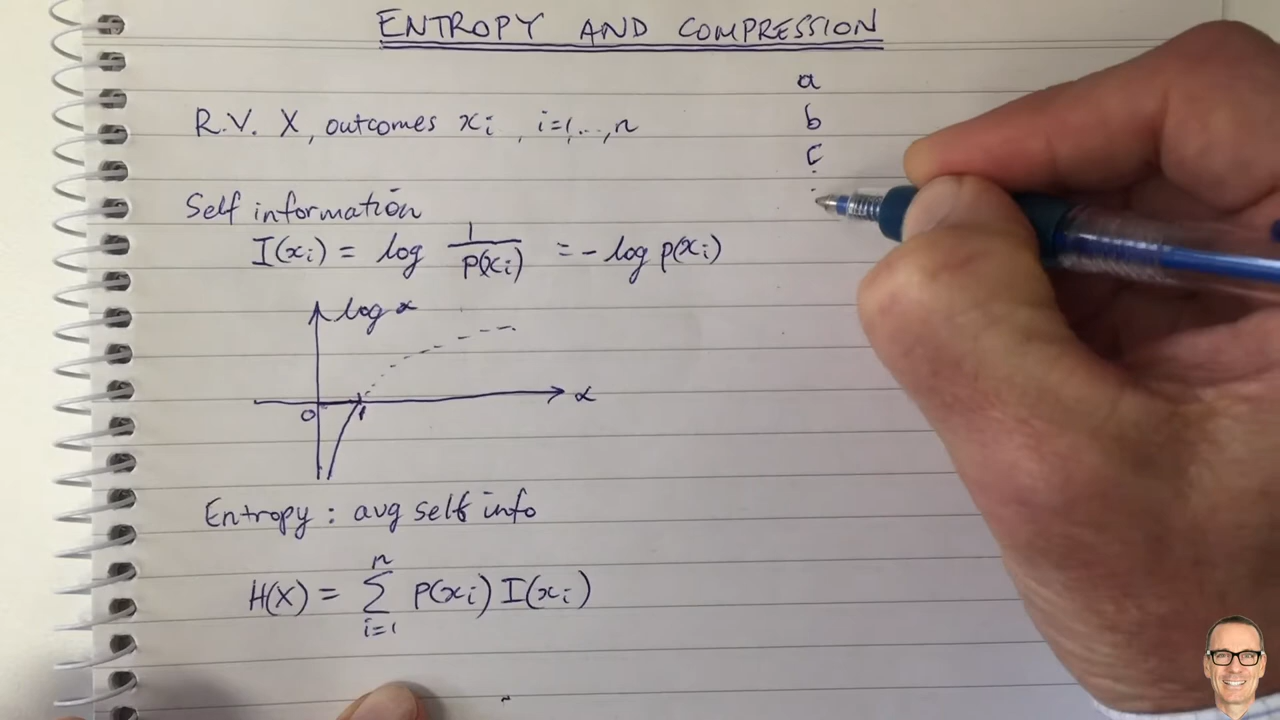 ENTROPY AND COMPRESSION
R.V. X, outcomes xi, i=1,...,n
Self information
I(xi) = log 1/p(xi) = - log p(xi)
log α
0 1 α
Entropy : avg self info
H(X) = Σ i=1 n p(xi) I(xi)
a
b
c
: